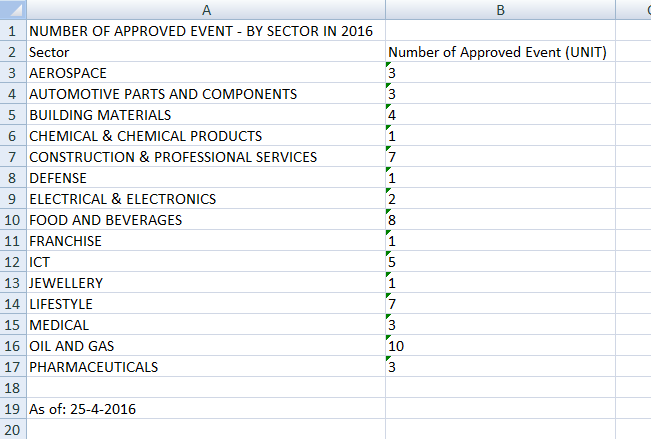 A B
1 NUMBER OF APPROVED EVENT - BY SECTOR IN 2016
2 Sector Number of Approved Event (UNIT)
3 AEROSPACE 3
4 AUTOMOTIVE PARTS AND COMPONENTS 3
5 BUILDING MATERIALS 4
6 CHEMICAL & CHEMICAL PRODUCTS 1
7 CONSTRUCTION & PROFESSIONAL SERVICES 7
8 DEFENSE 1
9 ELECTRICAL & ELECTRONICS 2
10 FOOD AND BEVERAGES 8
11 FRANCHISE 1
12 ICT 5
13 JEWELLERY 1
14 LIFESTYLE 7
15 MEDICAL 3
16 OIL AND GAS 10
17 PHARMACEUTICALS 3
18
19 As of: 25-4-2016
20